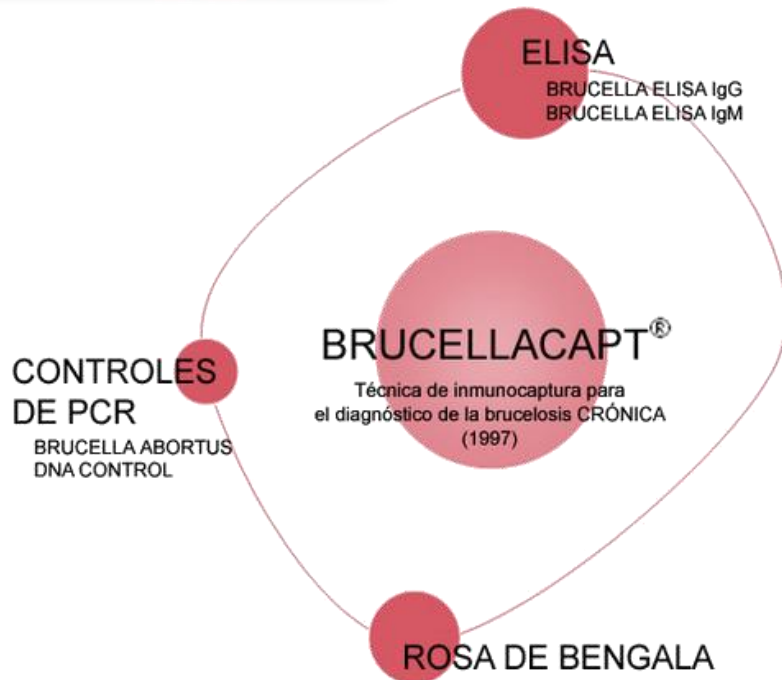 ELISA
BRUCELLA ELISA IgG
BRUCELLA ELISA IgM
BRUCELLACAPT®
Técnica de inmunocaptura para
el diagnóstico de la brucelosis CRÓNICA
(1997)
CONTROLES
DE PCR
BRUCELLA ABORTUS
DNA CONTROL
ROSA DE BENGALA